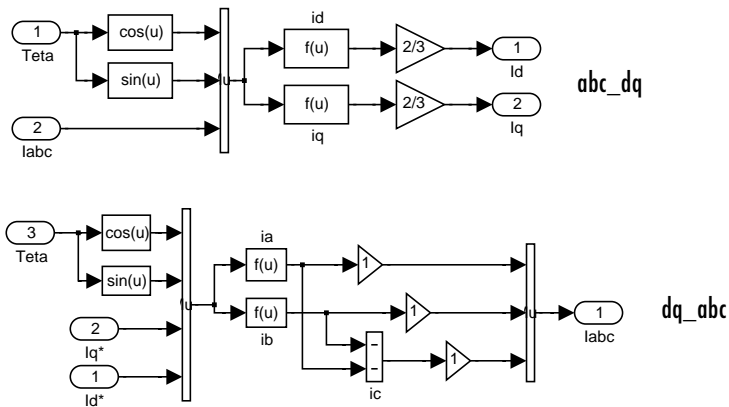 1
Teta
cos(u)
sin(u)
2
Iabc
u
id
f(u)
f(u)
iq
2/3
2/3
1
Id
2
Iq
abc_dq
3
Teta
cos(u)
sin(u)
2
Iq*
1
Id*
u
ia
f(u)
f(u)
ib
1
1
–
–
ic
1
u
1
Iabc
dq_abc